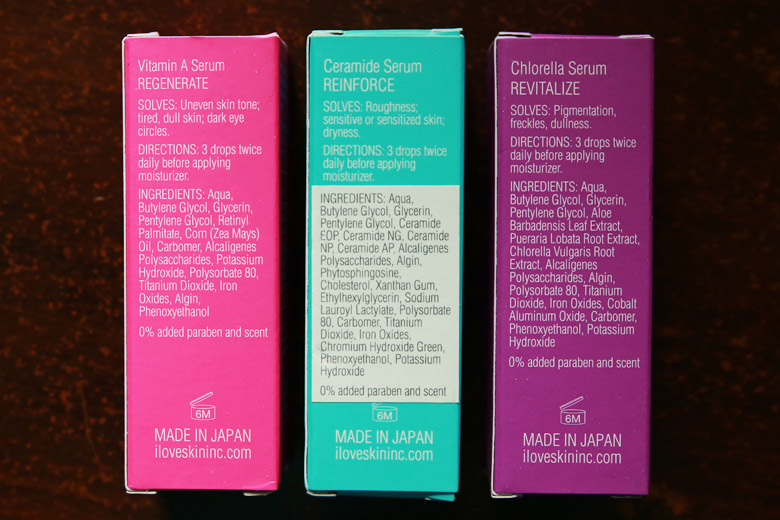 Vitamin A Serum
REGENERATE
SOLVES: Uneven skin tone;
tired, dull skin; dark eye
circles.
DIRECTIONS: 3 drops twice
daily before applying
moisturizer.
INGREDIENTS: Aqua,
Butylene Glycol, Glycerin,
Pentylene Glycol, Retinyl
Palmitate, Corn (Zea Mays)
Oil, Carbomer, Alcaligenes
Polysaccharides, Potassium
Hydroxide, Polysorbate 80,
Titanium Dioxide, Iron
Oxides, Algin,
Phenoxyethanol
0% added paraben and scent
6M
MADE IN JAPAN
iloveskininc.com
Ceramide Serum
REINFORCE
SOLVES: Roughness;
sensitive or sensitized skin;
dryness.
DIRECTIONS: 3 drops twice
daily before applying
moisturizer.
INGREDIENTS: Aqua,
Butylene Glycol, Glycerin,
Pentylene Glycol, Ceramide
EOP, Ceramide NG, Ceramide
NP, Ceramide AP, Alcaligenes
Polysaccharides, Algin,
Phytosphingosine,
Cholesterol, Xanthan Gum,
Ethylhexylglycerin, Sodium
Lauroyl Lactylate, Polysorbate
80, Carbomer, Titanium
Dioxide, Iron Oxides,
Chromium Hydroxide Green,
Phenoxyethanol, Potassium
Hydroxide
0% added paraben and scent
6M
MADE IN JAPAN
iloveskininc.com
Chlorella Serum
REVITALIZE
SOLVES: Pigmentation,
freckles, dullness.
DIRECTIONS: 3 drops twice
daily before applying
moisturizer.
INGREDIENTS: Aqua,
Butylene Glycol, Glycerin,
Pentylene Glycol, Aloe
Barbadensis Leaf Extract,
Pueraria Lobata Root Extract,
Chlorella Vulgaris Root
Extract, Alcaligenes
Polysaccharides, Algin,
Polysorbate 80, Titanium
Dioxide, Iron Oxides, Cobalt
Aluminum Oxide, Carbomer,
Phenoxyethanol, Potassium
Hydroxide
0% added paraben and scent
6M
MADE IN JAPAN
iloveskininc.com